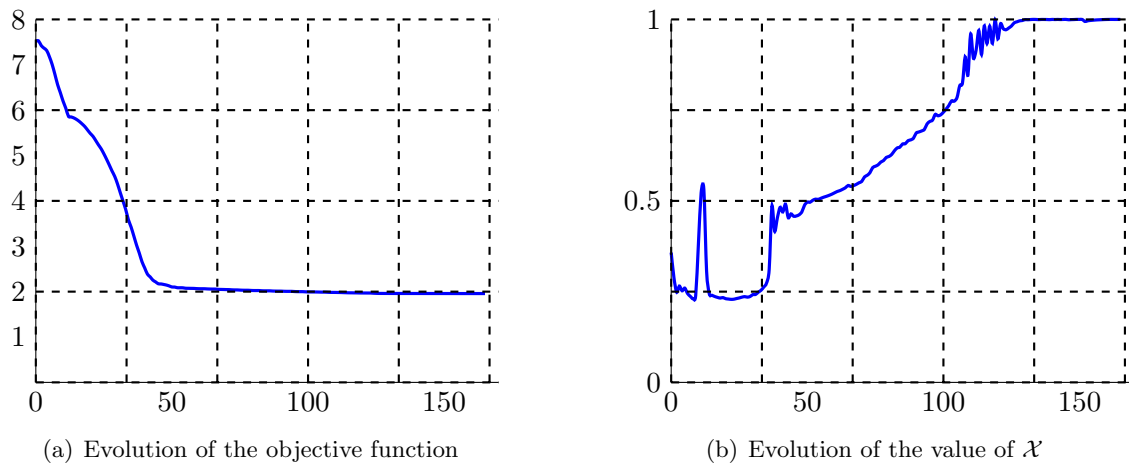 8
7
6
5
4
3
2
1
0 50 100 150
(a) Evolution of the objective function
1
0.5
0
0 50 100 150
(b) Evolution of the value of 𝒳